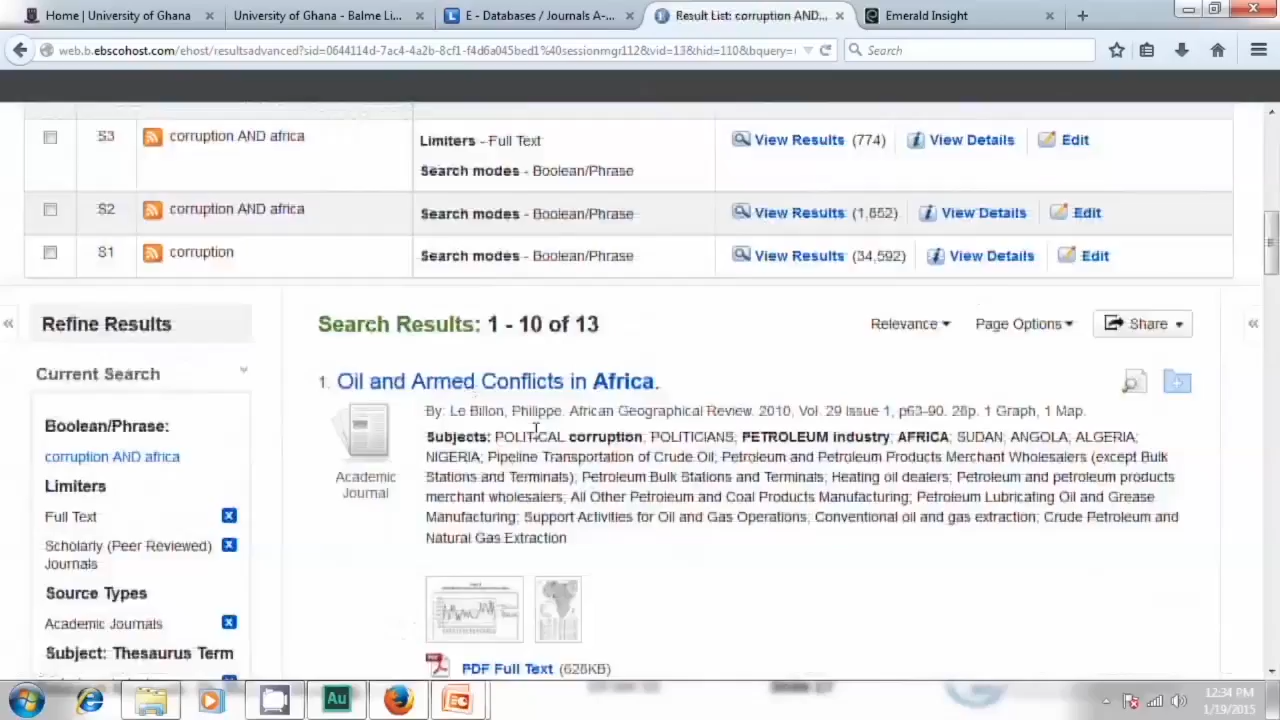 Home | University of Ghana
University of Ghana - Balme Li...
E - Databases / Journals A-...
Result List: corruption AND...
Emerald Insight
web.b.ebscohost.com/ehost/resultsadvanced?sid=0644114d-7ac4-4a2b-8cf1-f4d6a045bed1%40sessionmgr112&vid=13&hid=110&bquery=
Search
S3 corruption AND africa Limiters - Full Text View Results (774) View Details Edit
Search modes - Boolean/Phrase
S2 corruption AND africa Search modes - Boolean/Phrase View Results (1,652) View Details Edit
S1 corruption Search modes - Boolean/Phrase View Results (34,592) View Details Edit
Refine Results
Current Search
Boolean/Phrase:
corruption AND africa
Limiters
Full Text
Scholarly (Peer Reviewed)
Journals
Source Types
Academic Journals
Subject: Thesaurus Term
Search Results: 1 - 10 of 13
Relevance Page Options Share
1. Oil and Armed Conflicts in Africa.
By: Le Billon, Philippe. African Geographical Review. 2010, Vol. 29 Issue 1, p63-90. 28p. 1 Graph, 1 Map.
Academic
Journal
Subjects: POLITICAL corruption; POLITICIANS; PETROLEUM industry; AFRICA; SUDAN; ANGOLA; ALGERIA;
NIGERIA; Pipeline Transportation of Crude Oil; Petroleum and Petroleum Products Merchant Wholesalers (except Bulk
Stations and Terminals); Petroleum Bulk Stations and Terminals; Heating oil dealers; Petroleum and petroleum products
merchant wholesalers; All Other Petroleum and Coal Products Manufacturing; Petroleum Lubricating Oil and Grease
Manufacturing; Support Activities for Oil and Gas Operations; Conventional oil and gas extraction; Crude Petroleum and
Natural Gas Extraction
PDF Full Text (628KB)
Au
12:34 PM
1/19/2015